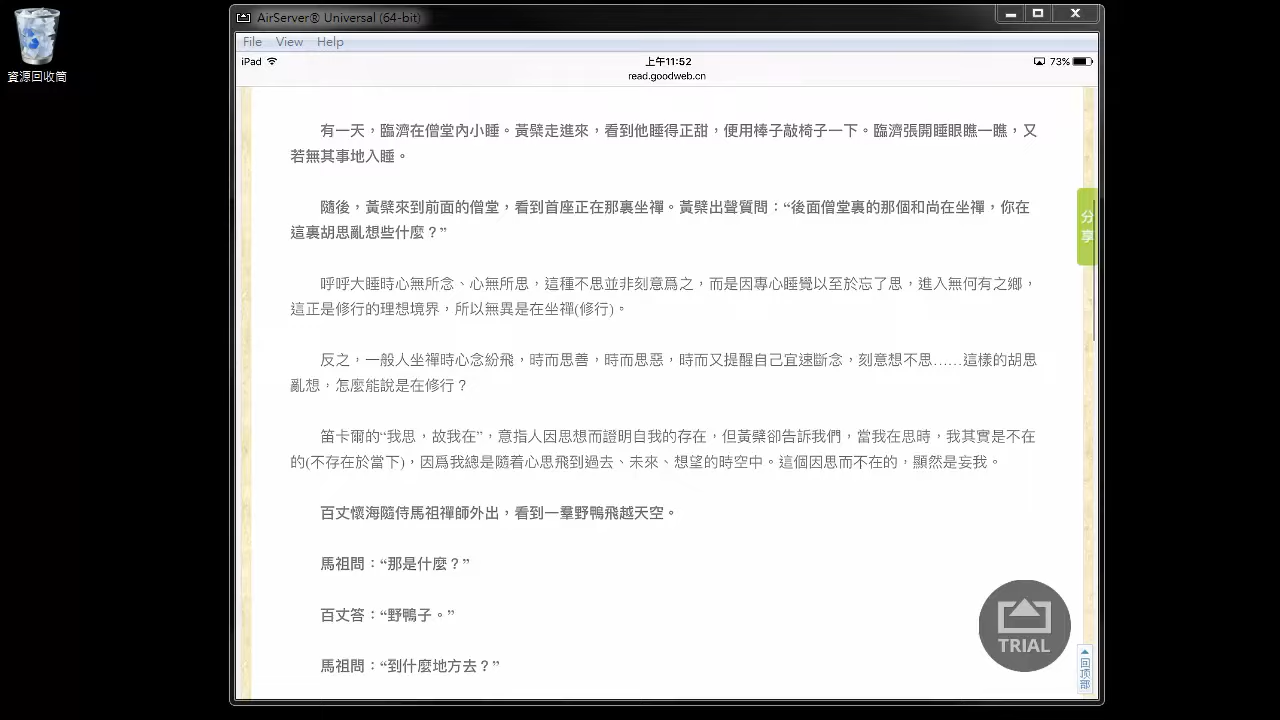 AirServer® Universal (64-bit)
資源回收筒
File View Help
iPad
上午11:52
73%
read.goodweb.cn
有一天，臨濟在僧堂內小睡。黃檗走進來，看到他睡得正甜，便用棒子敲椅子一下。臨濟張開睡眼瞧一瞧，又
若無其事地入睡。
隨後，黃檗來到前面的僧堂，看到首座正在那裏坐禪。黃檗出聲質問：“後面僧堂裏的那個和尚在坐禪，你在
這裏胡思亂想些什麼？”
呼呼大睡時心無所念、心無所思，這種不思並非刻意爲之，而是因專心睡覺以至於忘了思，進入無何有之鄉，
這正是修行的理想境界，所以無異是在坐禪(修行)。
反之，一般人坐禪時心念紛飛，時而思善，時而思惡，時而又提醒自己宜速斷念，刻意想不思……這樣的胡思
亂想，怎麼能說是在修行？
笛卡爾的“我思，故我在”，意指人因思想而證明自我的存在，但黃檗卻告訴我們，當我在思時，我其實是不在
的(不存在於當下)，因爲我總是隨着心思飛到過去、未來、想望的時空中。這個因思而不在的，顯然是妄我。
百丈懷海隨侍馬祖禪師外出，看到一羣野鴨飛越天空。
馬祖問：“那是什麼？”
百丈答：“野鴨子。”
馬祖問：“到什麼地方去？”
分
享
TRIAL
回
顶
部